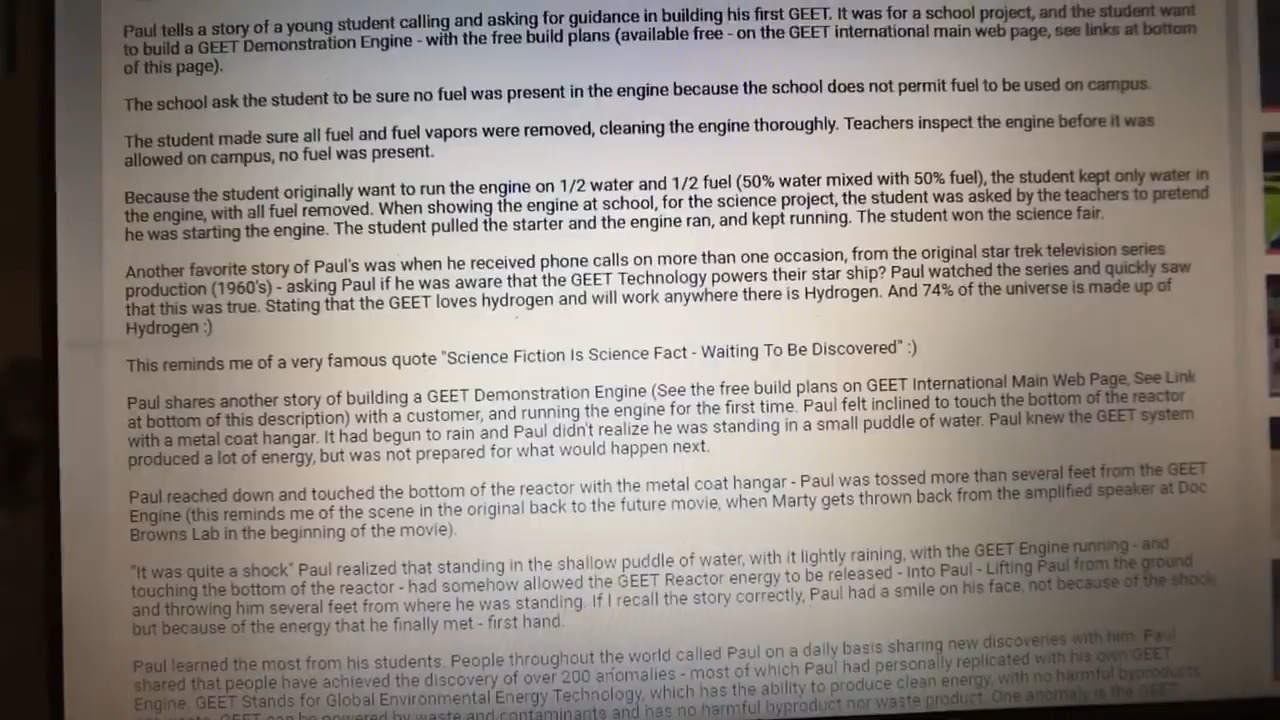 Paul tells a story of a young student calling and asking for guidance in building his first GEET. It was for a school project, and the student want
to build a GEET Demonstration Engine - with the free build plans (available free - on the GEET international main web page, see links at bottom
of this page).
The school ask the student to be sure no fuel was present in the engine because the school does not permit fuel to be used on campus.
The student made sure all fuel and fuel vapors were removed, cleaning the engine thoroughly. Teachers inspect the engine before it was
allowed on campus, no fuel was present.
Because the student originally want to run the engine on 1/2 water and 1/2 fuel (50% water mixed with 50% fuel), the student kept only water in
the engine, with all fuel removed. When showing the engine at school, for the science project, the student was asked by the teachers to pretend
he was starting the engine. The student pulled the starter and the engine ran, and kept running. The student won the science fair.
Another favorite story of Paul's was when he received phone calls on more than one occasion, from the original star trek television series
production (1960's) - asking Paul if he was aware that the GEET Technology powers their star ship? Paul watched the series and quickly saw
that this was true. Stating that the GEET loves hydrogen and will work anywhere there is Hydrogen. And 74% of the universe is made up of
Hydrogen :)
This reminds me of a very famous quote "Science Fiction Is Science Fact - Waiting To Be Discovered" :)
Paul shares another story of building a GEET Demonstration Engine (See the free build plans on GEET International Main Web Page, See Link
at bottom of this description) with a customer, and running the engine for the first time. Paul felt inclined to touch the bottom of the reactor
with a metal coat hangar. It had begun to rain and Paul didn't realize he was standing in a small puddle of water. Paul knew the GEET system
produced a lot of energy, but was not prepared for what would happen next.
Paul reached down and touched the bottom of the reactor with the metal coat hangar - Paul was tossed more than several feet from the GEET
Engine (this reminds me of the scene in the original back to the future movie, when Marty gets thrown back from the amplified speaker at Doc
Browns Lab in the beginning of the movie).
"It was quite a shock" Paul realized that standing in the shallow puddle of water, with it lightly raining, with the GEET Engine running - and
touching the bottom of the reactor - had somehow allowed the GEET Reactor energy to be released - Into Paul - Lifting Paul from the ground
and throwing him several feet from where he was standing. If I recall the story correctly, Paul had a smile on his face, not because of the shock
but because of the energy that he finally met - first hand.
Paul learned the most from his students. People throughout the world called Paul on a daily basis sharing new discoveries with him. Paul
shared that people have achieved the discovery of over 200 anomalies - most of which Paul had personally replicated with his own GEET
Engine. GEET Stands for Global Environmental Energy Technology, which has the ability to produce clean energy, with no harmful byproducts
GEET can be powered by waste and contaminants and has no harmful byproduct nor waste product. One anomaly is the GEET